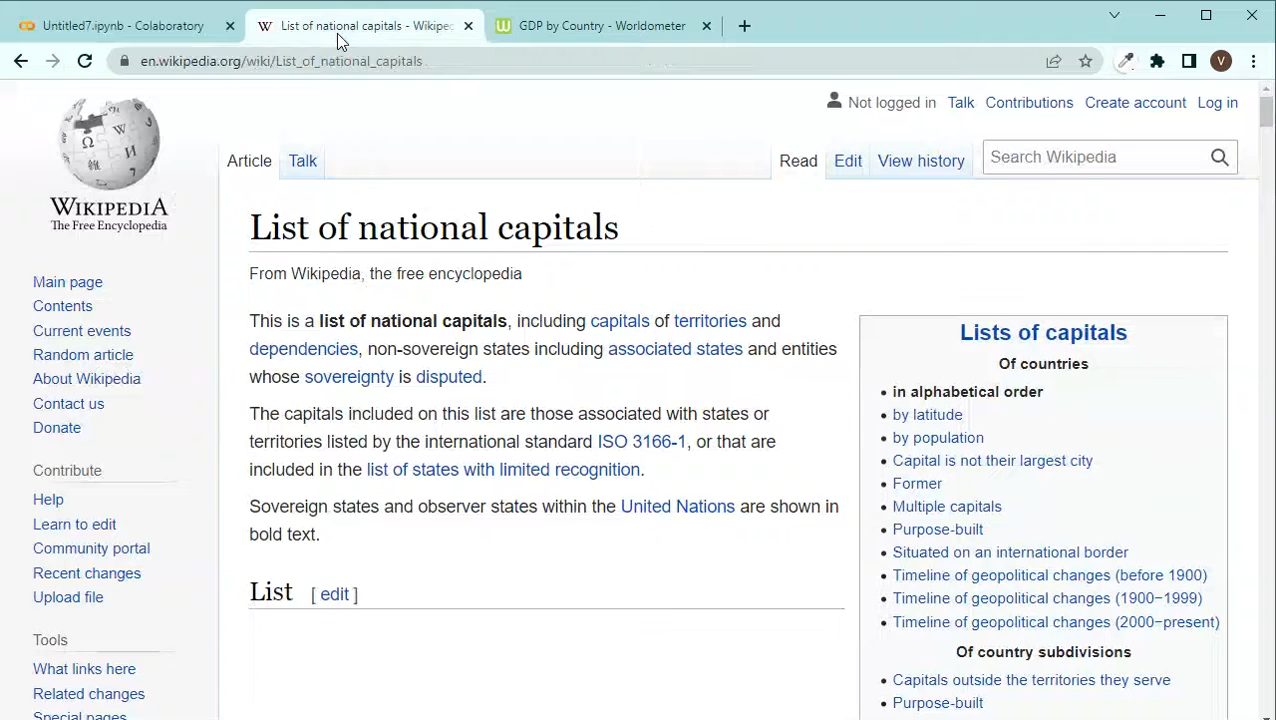 Untitled7.ipynb - Colaboratory
List of national capitals - Wikiped
GDP by Country - Worldometer
en.wikipedia.org/wiki/List_of_national_capitals
V
Not logged in Talk Contributions Create account Log in
Article Talk
Read Edit View history
Search Wikipedia
WIKIPEDIA
The Free Encyclopedia
Main page
Contents
Current events
Random article
About Wikipedia
Contact us
Donate
Contribute
Help
Learn to edit
Community portal
Recent changes
Upload file
Tools
What links here
Related changes
Special pages
List of national capitals
From Wikipedia, the free encyclopedia
This is a list of national capitals, including capitals of territories and
dependencies, non-sovereign states including associated states and entities
whose sovereignty is disputed.
The capitals included on this list are those associated with states or
territories listed by the international standard ISO 3166-1, or that are
included in the list of states with limited recognition.
Sovereign states and observer states within the United Nations are shown in
bold text.
List [ edit ]
Lists of capitals
Of countries
• in alphabetical order
• by latitude
• by population
• Capital is not their largest city
• Former
• Multiple capitals
• Purpose-built
• Situated on an international border
• Timeline of geopolitical changes (before 1900)
• Timeline of geopolitical changes (1900–1999)
• Timeline of geopolitical changes (2000–present)
Of country subdivisions
• Capitals outside the territories they serve
• Purpose-built